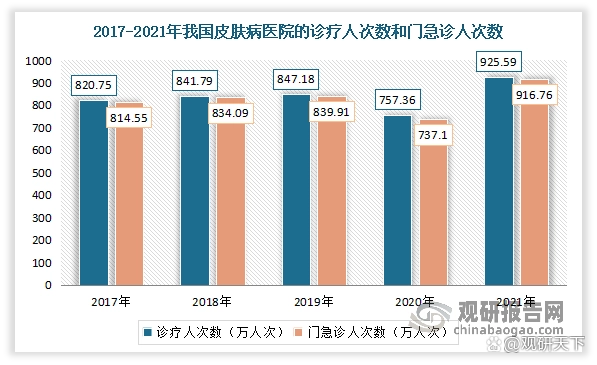 2017-2021年我国皮肤病医院的诊疗人次数和门急诊人次数
1000
900
800
700
600
500
400
300
200
100
0
820.75
814.55
841.79
834.09
847.18
839.91
757.36
737.1
925.59
916.76
2017年
2018年
2019年
2020年
2021年
诊疗人次数（万人次）
门急诊人次数（万人次）
观研报告网
chinabaogao.com
@观研天下